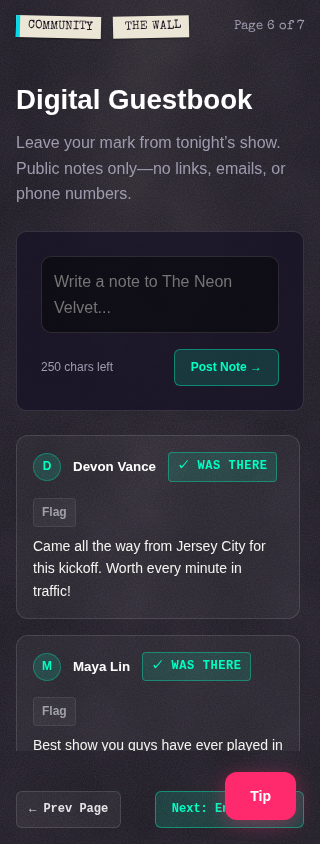 COMMUNITY THE WALL Page 6 of 7
Digital Guestbook
Leave your mark from tonight's show.
Public notes only—no links, emails, or
phone numbers.
Write a note to The Neon
Velvet...
250 chars left Post Note →
D Devon Vance ✓ WAS THERE
Flag
Came all the way from Jersey City for
this kickoff. Worth every minute in
traffic!
M Maya Lin ✓ WAS THERE
Flag
Best show you guys have ever played in
← Prev Page Next: Tip